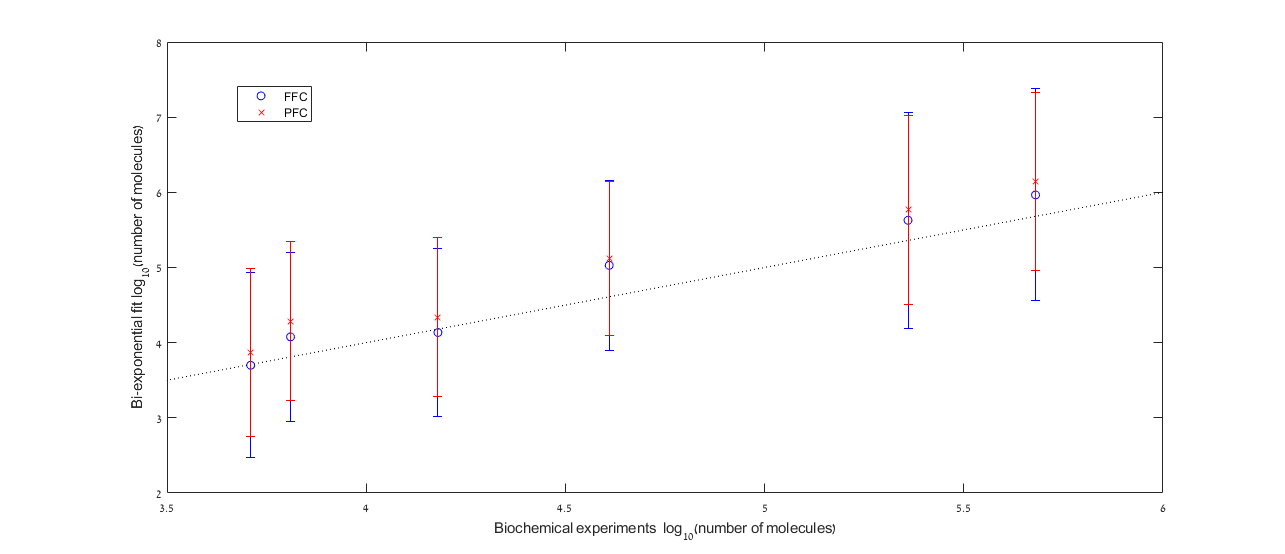 8
7
6
5
4
3
2
FFC
PFC
Bi-exponential fit log10(number of molecules)
3.5 4 4.5 5 5.5 6
Biochemical experiments log10(number of molecules)